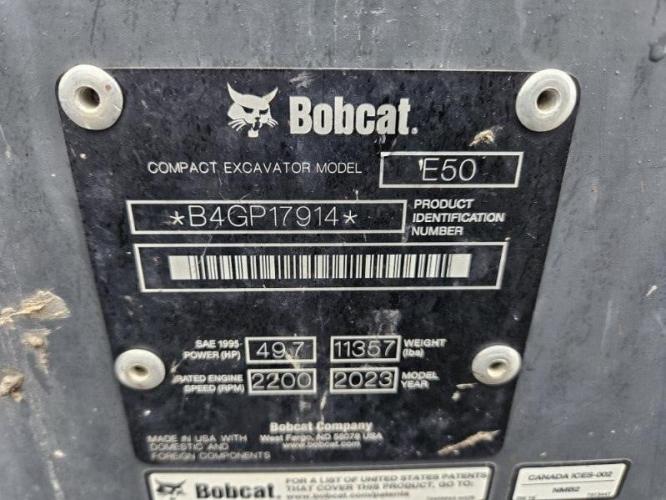 Bobcat.
COMPACT EXCAVATOR MODEL E50
*B4GP17914* PRODUCT IDENTIFICATION NUMBER
SAE 1995- POWER (HP) 49.7 11357 WEIGHT (lbs)
RATED ENGINE SPEED (RPM) 2200 2023 MODEL YEAR
Bobcat Company
West Fargo, ND 58078 USA
www.bobcat.com
MADE IN USA WITH
DOMESTIC AND
FOREIGN COMPONENTS
Bobcat.
FOR A LIST OF UNITED STATES PATENTS
THAT COVER THIS PRODUCT, GO TO:
www.bobcat.com/patents
CANADA ICES-002
NMB2